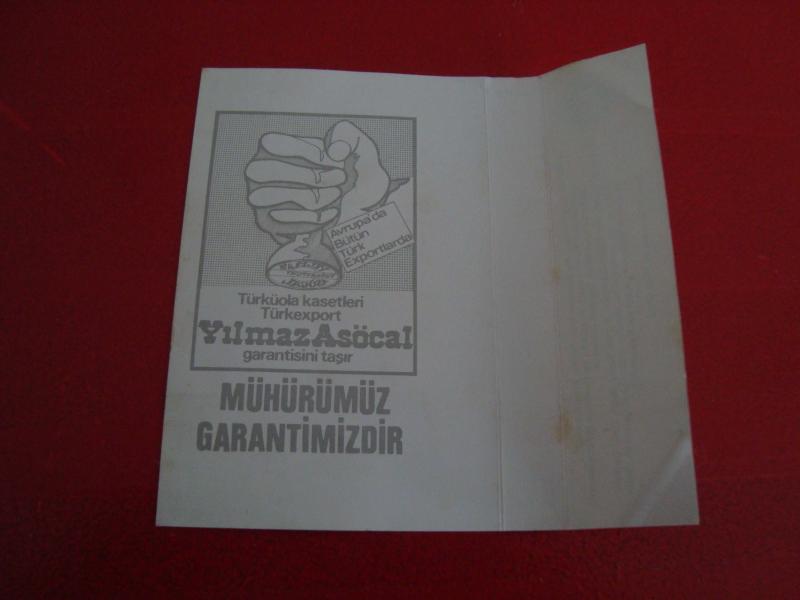 Avrupa'da
Bütün
Türk
Exportlarda
Türküola kasetleri
Türkexport
Yılmaz Asöcal
garantisini taşır
MÜHÜRÜMÜZ
GARANTİMİZDİR